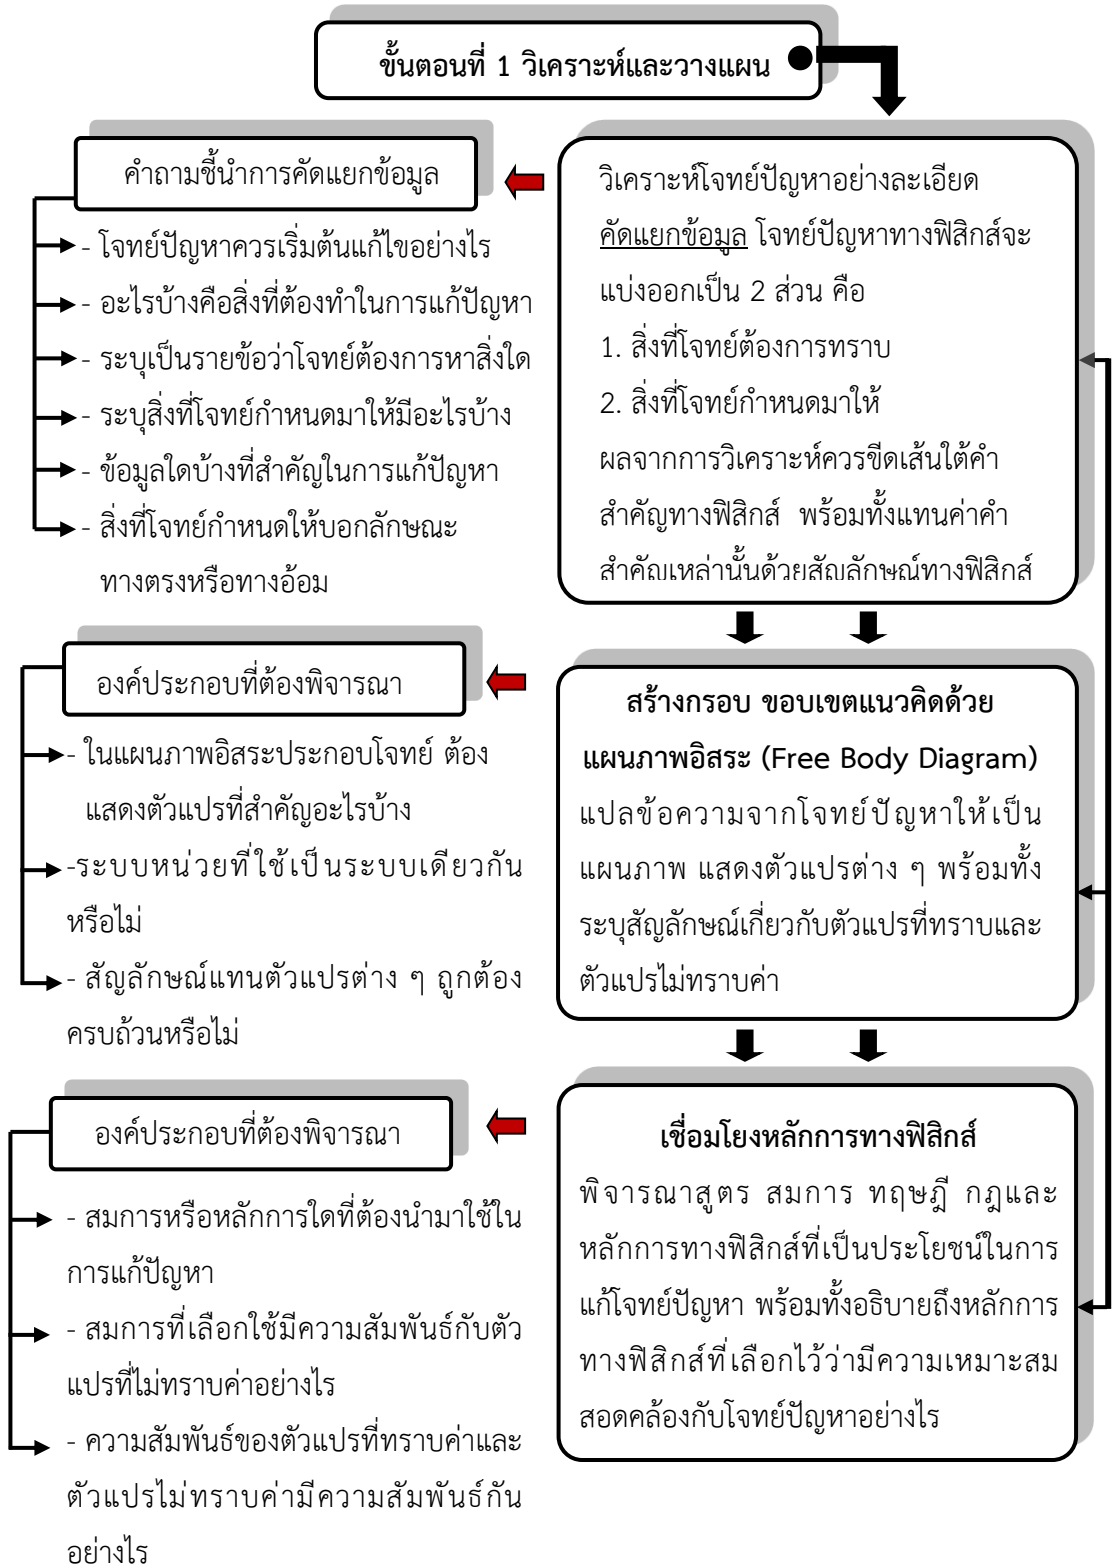 ขั้นตอนที่ 1 วิเคราะห์และวางแผน
คำถามชี้นำการคัดแยกข้อมูล
- โจทย์ปัญหาควรเริ่มต้นแก้ไขอย่างไร
- อะไรบ้างคือสิ่งที่ต้องทำในการแก้ปัญหา
- ระบุเป็นรายข้อว่าโจทย์ต้องการหาสิ่งใด
- ระบุสิ่งที่โจทย์กำหนดมาให้มีอะไรบ้าง
- ข้อมูลใดบ้างที่สำคัญในการแก้ปัญหา
- สิ่งที่โจทย์กำหนดให้บอกลักษณะ
ทางตรงหรือทางอ้อม
วิเคราะห์โจทย์ปัญหาอย่างละเอียด
คัดแยกข้อมูล โจทย์ปัญหาทางฟิสิกส์จะ
แบ่งออกเป็น 2 ส่วน คือ
1. สิ่งที่โจทย์ต้องการทราบ
2. สิ่งที่โจทย์กำหนดมาให้
ผลจากการวิเคราะห์ควรขีดเส้นใต้คำ
สำคัญทางฟิสิกส์ พร้อมทั้งแทนค่าคำ
สำคัญเหล่านั้นด้วยสัญลักษณ์ทางฟิสิกส์
องค์ประกอบที่ต้องพิจารณา
- ในแผนภาพอิสระประกอบโจทย์ ต้อง
แสดงตัวแปรที่สำคัญอะไรบ้าง
-ระบบหน่วยที่ใช้เป็นระบบเดียวกัน
หรือไม่
- สัญลักษณ์แทนตัวแปรต่าง ๆ ถูกต้อง
ครบถ้วนหรือไม่
สร้างกรอบ ขอบเขตแนวคิดด้วย
แผนภาพอิสระ (Free Body Diagram)
แปลข้อความจากโจทย์ปัญหาให้เป็น
แผนภาพ แสดงตัวแปรต่าง ๆ พร้อมทั้ง
ระบุสัญลักษณ์เกี่ยวกับตัวแปรที่ทราบและ
ตัวแปรไม่ทราบค่า
องค์ประกอบที่ต้องพิจารณา
- สมการหรือหลักการใดที่ต้องนำมาใช้ใน
การแก้ปัญหา
- สมการที่เลือกใช้มีความสัมพันธ์กับตัว
แปรที่ไม่ทราบค่าอย่างไร
- ความสัมพันธ์ของตัวแปรที่ทราบค่าและ
ตัวแปรไม่ทราบค่ามีความสัมพันธ์กัน
อย่างไร
เชื่อมโยงหลักการทางฟิสิกส์
พิจารณาสูตร สมการ ทฤษฎี กฎและ
หลักการทางฟิสิกส์ที่เป็นประโยชน์ในการ
แก้โจทย์ปัญหา พร้อมทั้งอธิบายถึงหลักการ
ทางฟิสิกส์ที่เลือกไว้ว่ามีความเหมาะสม
สอดคล้องกับโจทย์ปัญหาอย่างไร